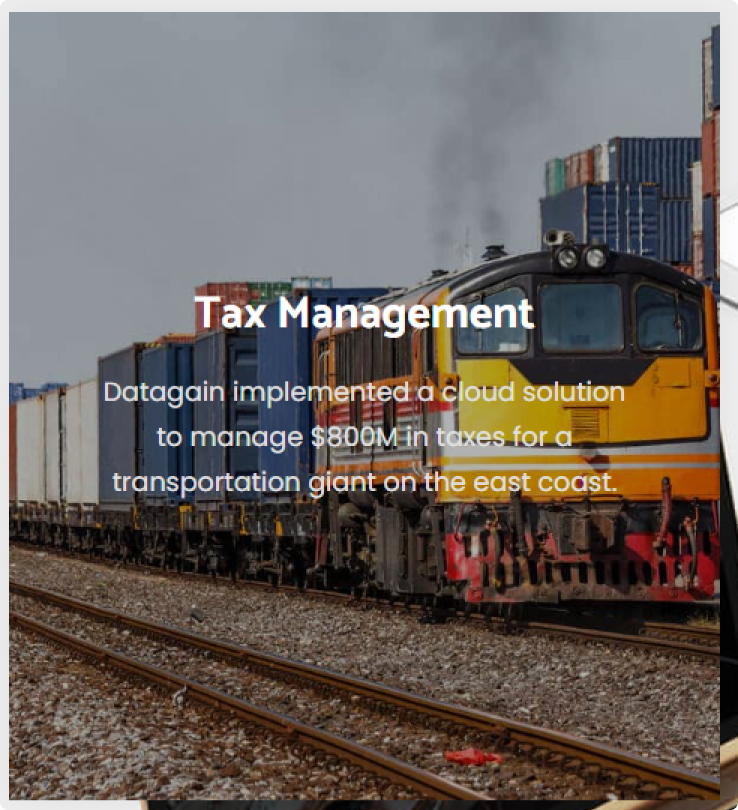 Tax Management
Datagain implemented a cloud solution
to manage $800M in taxes for a
transportation giant on the east coast.